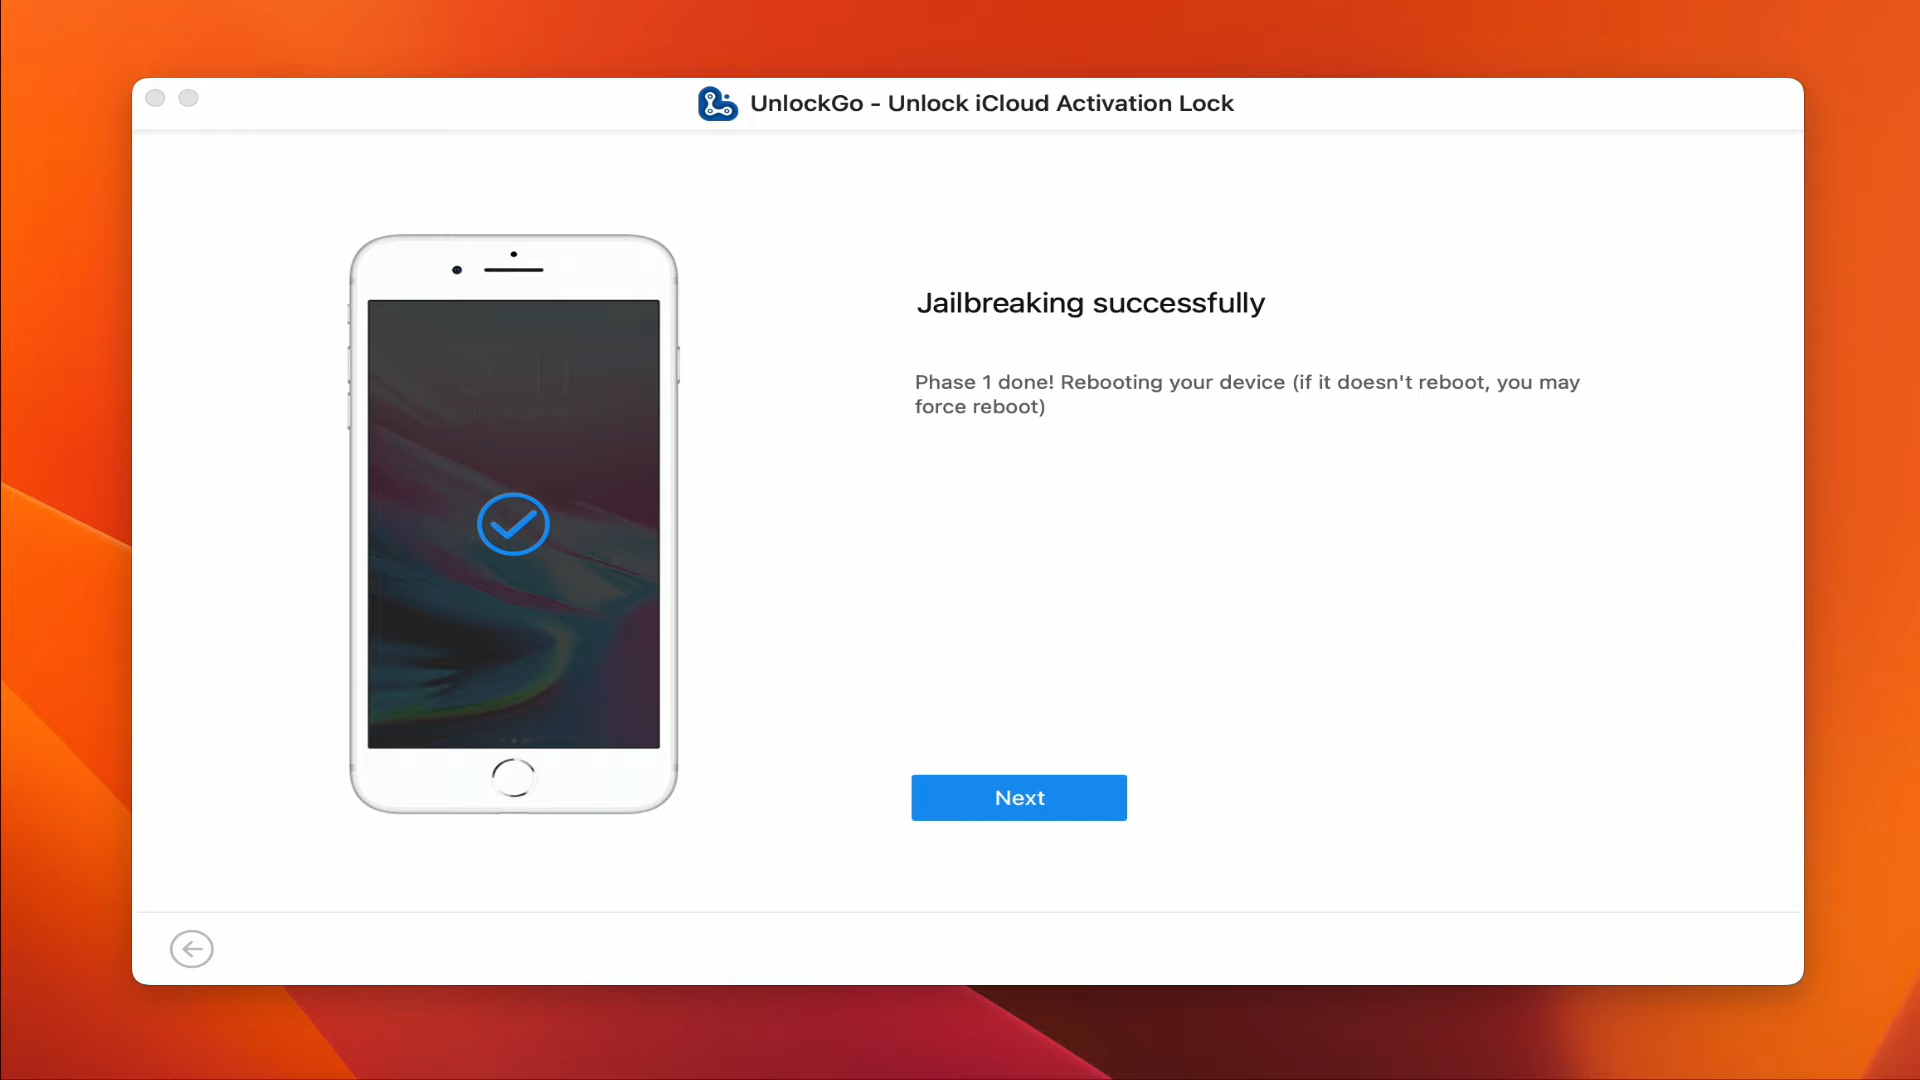 UnlockGo - Unlock iCloud Activation Lock
Jailbreaking successfully
Phase 1 done! Rebooting your device (if it doesn't reboot, you may
force reboot)
Next